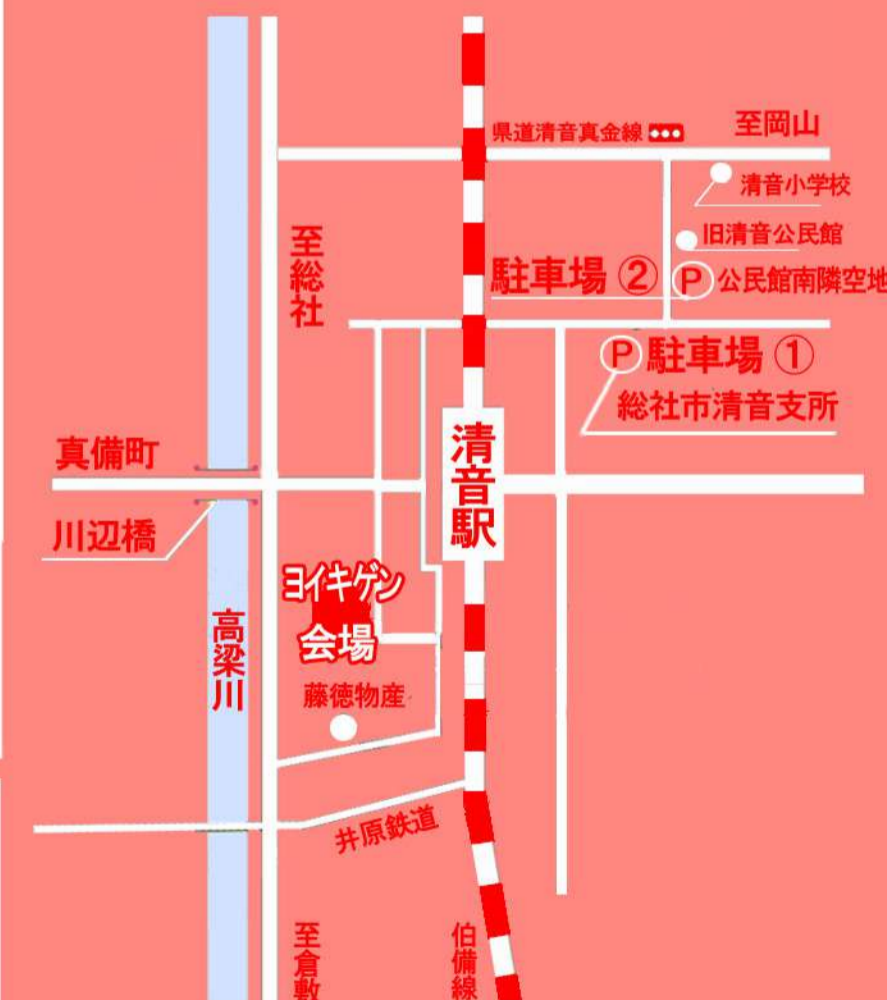 県道清音真金線
至岡山
清音小学校
旧清音公民館
至総社
駐車場 ②
P
公民館南隣空地
P
駐車場 ①
総社市清音支所
真備町
清音駅
川辺橋
ヨイキゲン
会場
高梁川
藤徳物産
井原鉄道
至倉敷
伯備線